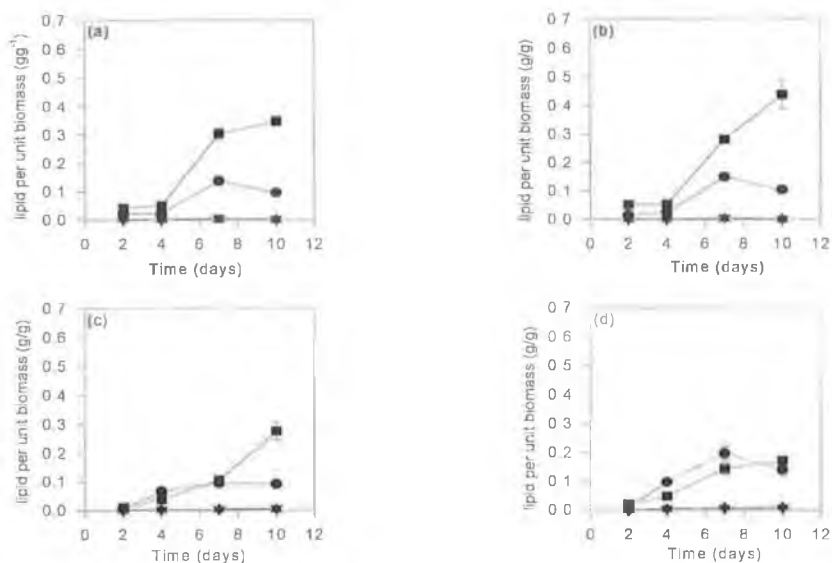 (a)
lipid per unit biomass (gg⁻¹)
0 7
0 6
0 5
0 4
0.3
0.2
0.1
0.0
0 2 4 6 8 10 12
Time (days)
(b)
lipid per unit biomass (g/g)
0 7
0 6
0 5
0 4
0 3
0.2
0.1
0.0
0 2 4 6 8 10 12
Time (days)
(c)
lipid per unit biomass (g/g)
0 7
0 6
0 5
0 4
0 3
0 2
0 1
0 0
0 2 4 6 8 10 12
Time (days)
(d)
lipid per unit biomass (g/g)
0 7
0 6
0 5
0 4
0 3
0 2
0 1
0 0
0 2 4 6 8 10 12
Time (days)